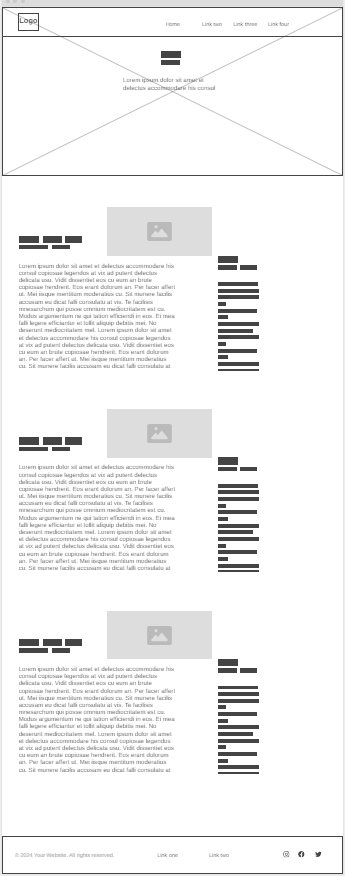 Logo
Home Link two Link three Link four
Lorem ipsum dolor sit amet et
delectus accommodare his consul
Lorem ipsum dolor sit amet et delectus accommodare his
consul copiosae legendos at vix ad putent delectus
delicata usu. Vidit dissentiet eos cu eum an brute
copiosae hendrerit. Eos erant dolorum an. Per facer affert
ut. Mei iisque mentitum moderatius cu. Sit munere facilis
accusam eu dicat falli consulatu at vis. Te facilisis
mnesarchum qui posse omnium mediocritatem est cu.
Modus argumentum ne qui tation efficiendi in eos. Ei mea
falli legere efficiantur et tollit aliquip debitis mei. No
deserunt mediocritatem mel. Lorem ipsum dolor sit amet
et delectus accommodare his consul copiosae legendos
at vix ad putent delectus delicata usu. Vidit dissentiet eos
cu eum an brute copiosae hendrerit. Eos erant dolorum
an. Per facer affert ut. Mei iisque mentitum moderatius
cu. Sit munere facilis accusam eu dicat falli consulatu at
Lorem ipsum dolor sit amet et delectus accommodare his
consul copiosae legendos at vix ad putent delectus
delicata usu. Vidit dissentiet eos cu eum an brute
copiosae hendrerit. Eos erant dolorum an. Per facer affert
ut. Mei iisque mentitum moderatius cu. Sit munere facilis
accusam eu dicat falli consulatu at vis. Te facilisis
mnesarchum qui posse omnium mediocritatem est cu.
Modus argumentum ne qui tation efficiendi in eos. Ei mea
falli legere efficiantur et tollit aliquip debitis mei. No
deserunt mediocritatem mel. Lorem ipsum dolor sit amet
et delectus accommodare his consul copiosae legendos
at vix ad putent delectus delicata usu. Vidit dissentiet eos
cu eum an brute copiosae hendrerit. Eos erant dolorum
an. Per facer affert ut. Mei iisque mentitum moderatius
cu. Sit munere facilis accusam eu dicat falli consulatu at
Lorem ipsum dolor sit amet et delectus accommodare his
consul copiosae legendos at vix ad putent delectus
delicata usu. Vidit dissentiet eos cu eum an brute
copiosae hendrerit. Eos erant dolorum an. Per facer affert
ut. Mei iisque mentitum moderatius cu. Sit munere facilis
accusam eu dicat falli consulatu at vis. Te facilisis
mnesarchum qui posse omnium mediocritatem est cu.
Modus argumentum ne qui tation efficiendi in eos. Ei mea
falli legere efficiantur et tollit aliquip debitis mei. No
deserunt mediocritatem mel. Lorem ipsum dolor sit amet
et delectus accommodare his consul copiosae legendos
at vix ad putent delectus delicata usu. Vidit dissentiet eos
cu eum an brute copiosae hendrerit. Eos erant dolorum
an. Per facer affert ut. Mei iisque mentitum moderatius
cu. Sit munere facilis accusam eu dicat falli consulatu at
© 2024 Your Website. All rights reserved. Link one Link two